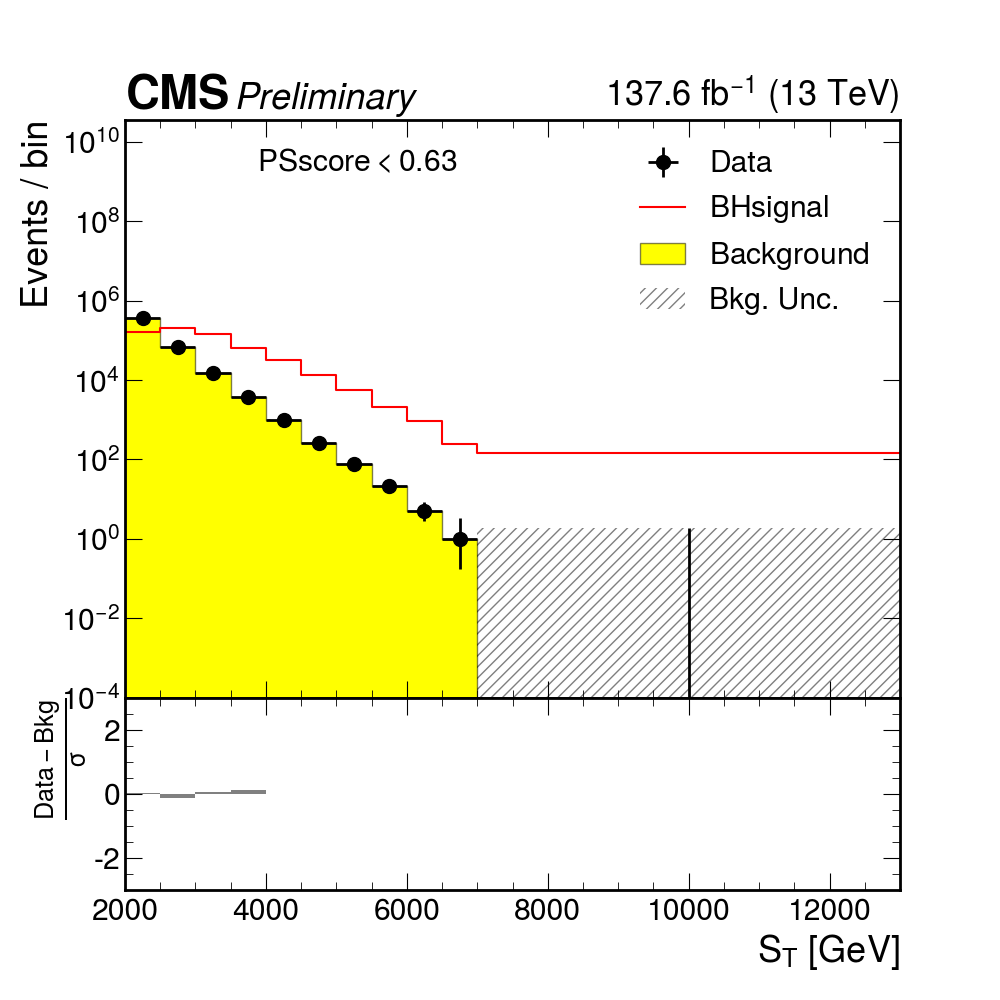 CMS Preliminary
137.6 fb⁻¹ (13 TeV)
Events / bin
10¹⁰
10⁸
10⁶
10⁴
10²
10⁰
10⁻²
10⁻⁴
PSscore < 0.63
Data
BHsignal
Background
Bkg. Unc.
Data − Bkg
σ
2
0
-2
2000 4000 6000 8000 10000 12000
S_T [GeV]